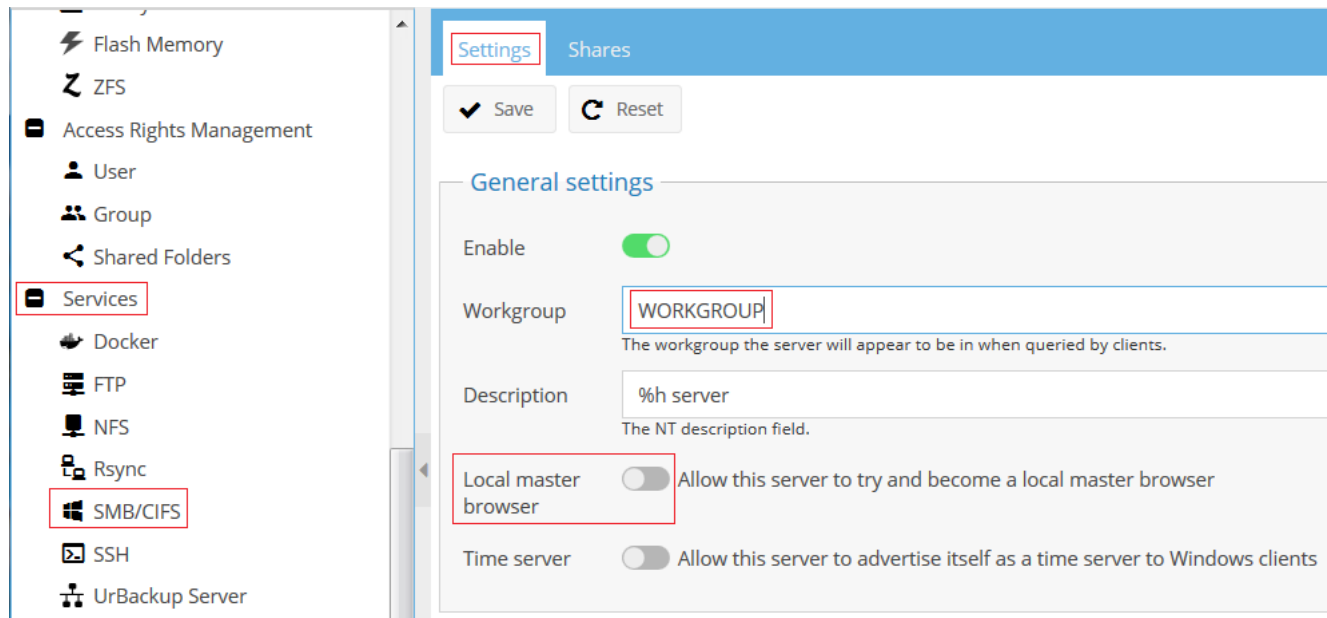 Flash Memory
ZFS
Access Rights Management
User
Group
Shared Folders
Services
Docker
FTP
NFS
Rsync
SMB/CIFS
SSH
UrBackup Server
Settings
Shares
Save
Reset
General settings
Enable
Workgroup
WORKGROUP
The workgroup the server will appear to be in when queried by clients.
Description
%h server
The NT description field.
Local master
browser
Allow this server to try and become a local master browser
Time server
Allow this server to advertise itself as a time server to Windows clients